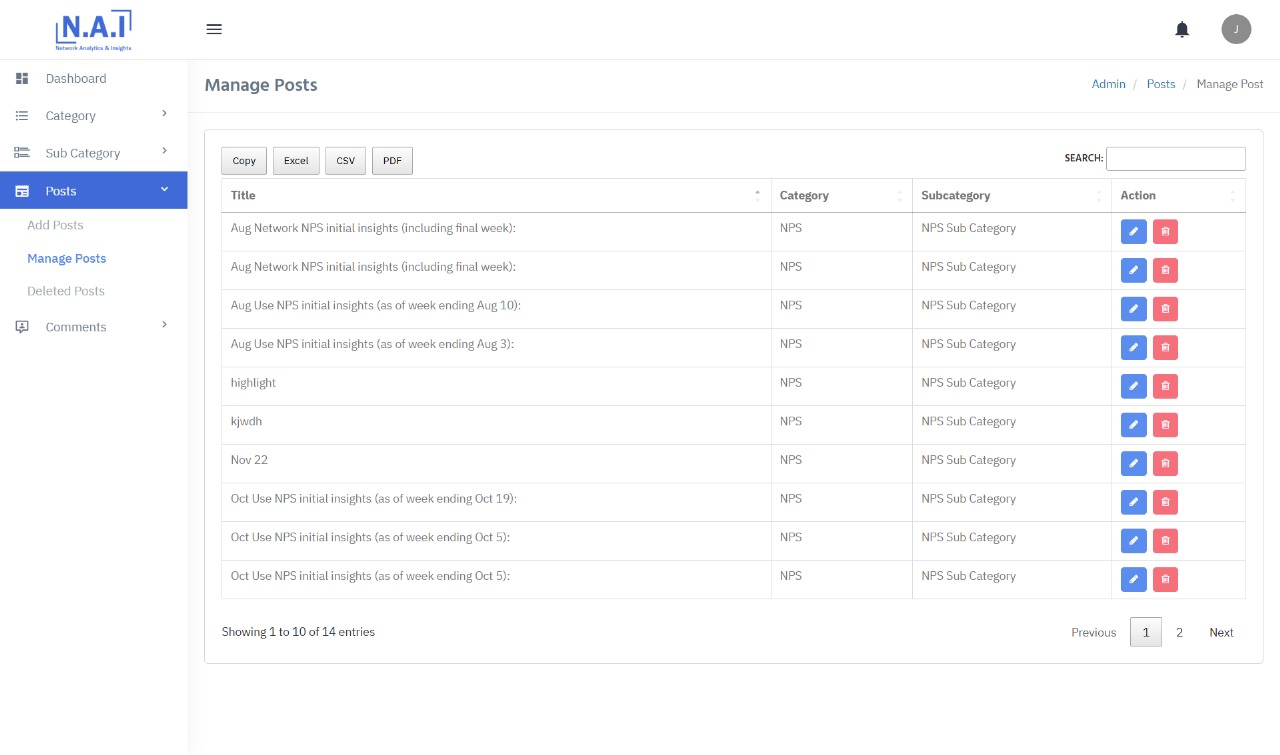 N.A.I
Network Analytics & Insights
J
Dashboard
Category
Sub Category
Posts
Add Posts
Manage Posts
Deleted Posts
Comments
Manage Posts
Admin / Posts / Manage Post
Copy Excel CSV PDF
SEARCH:
Title Category Subcategory Action
Aug Network NPS initial insights (including final week): NPS NPS Sub Category
Aug Network NPS initial insights (including final week): NPS NPS Sub Category
Aug Use NPS initial insights (as of week ending Aug 10): NPS NPS Sub Category
Aug Use NPS initial insights (as of week ending Aug 3): NPS NPS Sub Category
highlight NPS NPS Sub Category
kjwdh NPS NPS Sub Category
Nov 22 NPS NPS Sub Category
Oct Use NPS initial insights (as of week ending Oct 19): NPS NPS Sub Category
Oct Use NPS initial insights (as of week ending Oct 5): NPS NPS Sub Category
Oct Use NPS initial insights (as of week ending Oct 5): NPS NPS Sub Category
Showing 1 to 10 of 14 entries
Previous 1 2 Next